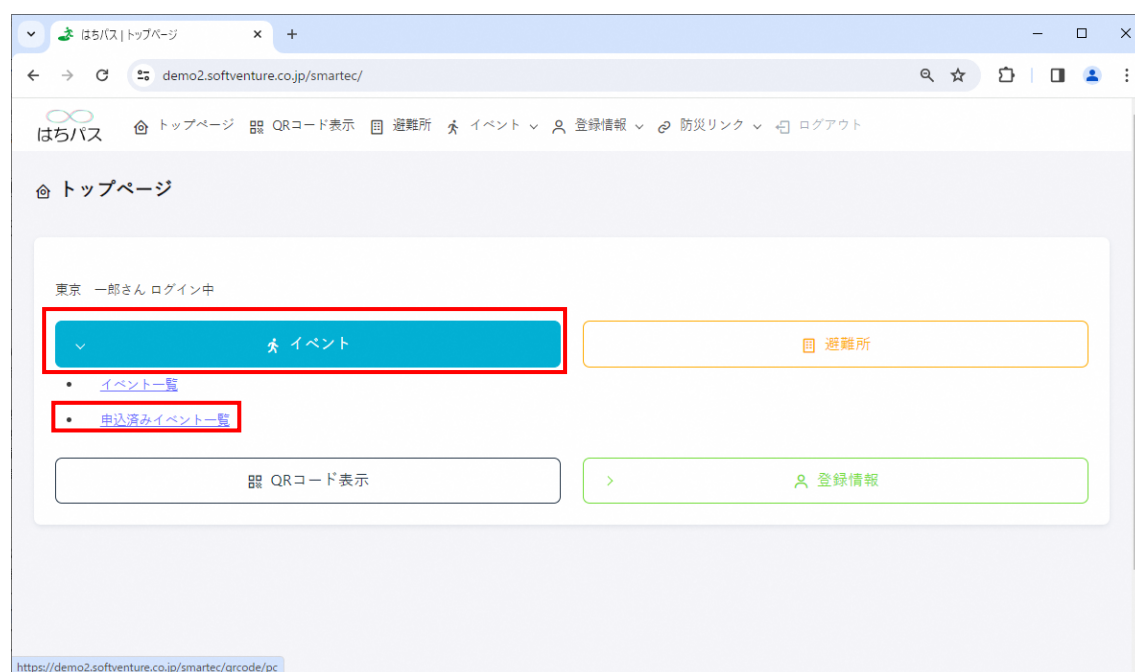 はちパス | トップページ
demo2.softventure.co.jp/smartec/
はちパス トップページ QRコード表示 避難所 イベント 登録情報 防災リンク ログアウト
トップページ
東京 一郎さん ログイン中
イベント 避難所
• イベント一覧
• 申込済みイベント一覧
QRコード表示 登録情報
https://demo2.softventure.co.jp/smartec/qrcode/pc